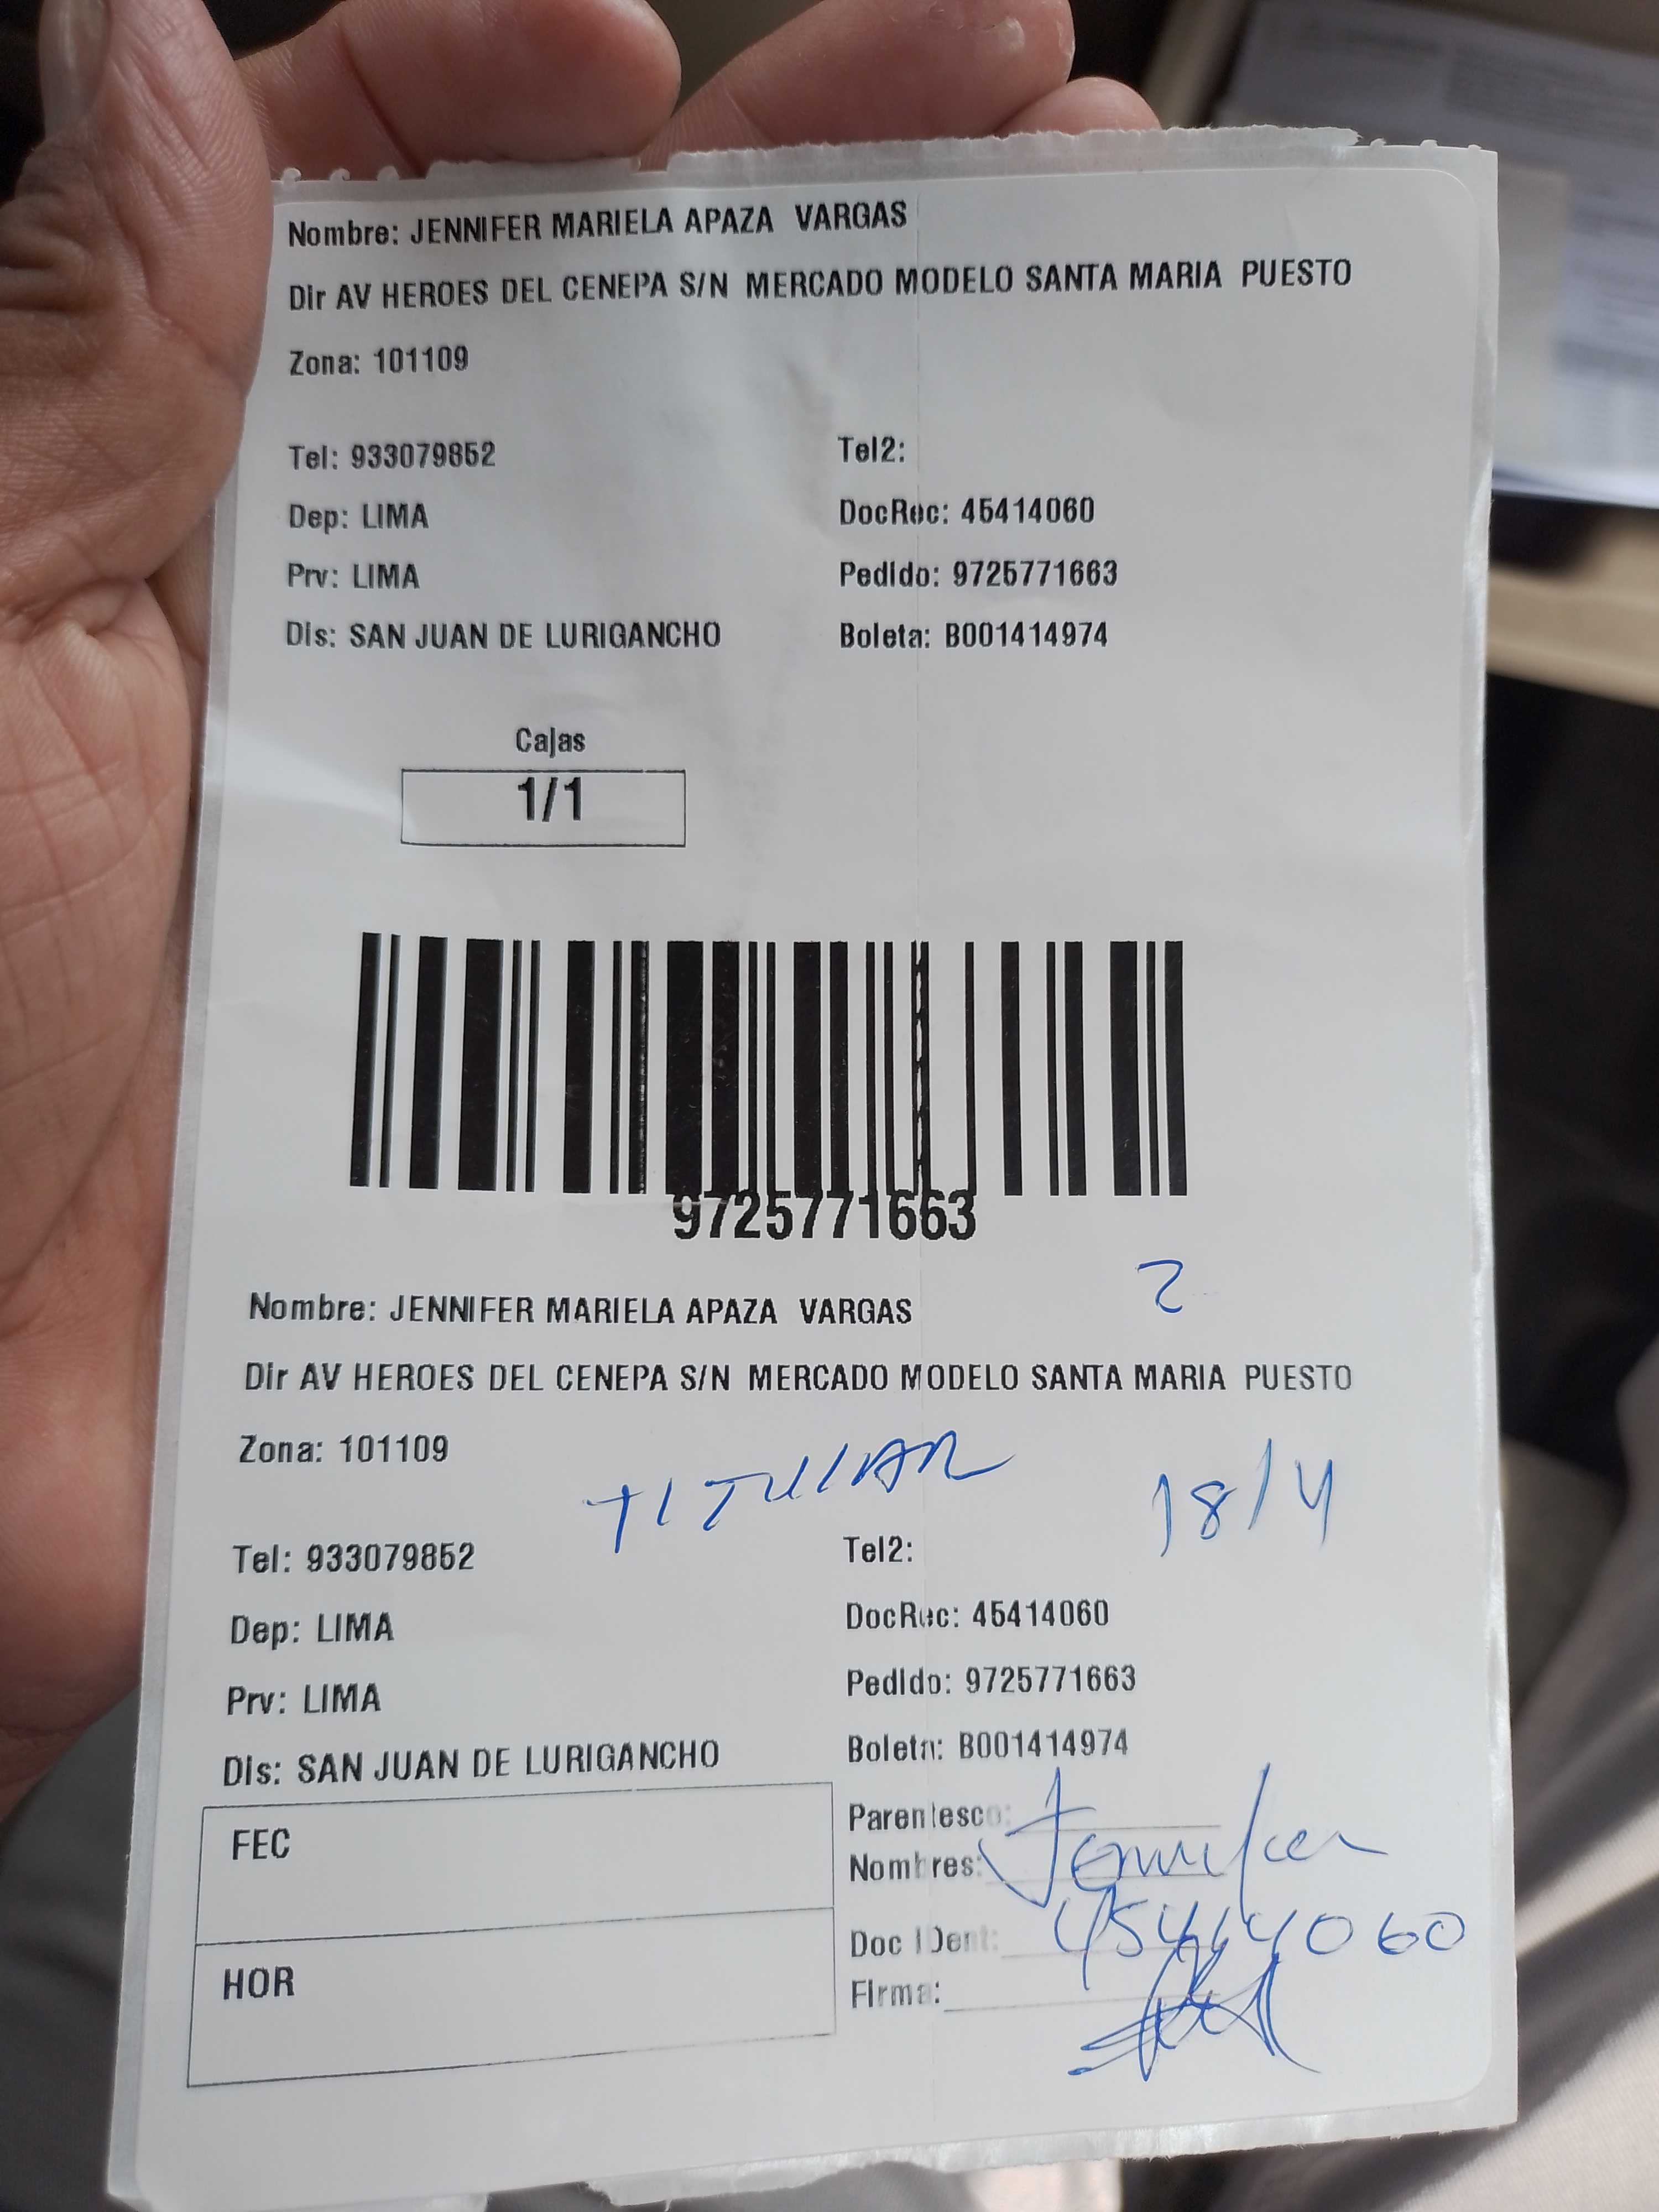 Nombre: JENNIFER MARIELA APAZA VARGAS
Dir AV HEROES DEL CENEPA S/N MERCADO MODELO SANTA MARIA PUESTO
Zona: 101109
Tel: 933079852 Tel2:
Dep: LIMA DocRec: 45414060
Prv: LIMA Pedido: 9725771663
Dis: SAN JUAN DE LURIGANCHO Boleta: B001414974
Cajas
1/1
9725771663
2
Nombre: JENNIFER MARIELA APAZA VARGAS
Dir AV HEROES DEL CENEPA S/N MERCADO MODELO SANTA MARIA PUESTO
Zona: 101109
TITULAR 18/4
Tel: 933079852 Tel2:
Dep: LIMA DocRec: 45414060
Prv: LIMA Pedido: 9725771663
Dis: SAN JUAN DE LURIGANCHO Boleta: B001414974
FEC
HOR
Parentesco:
Nombres: Jennifer
Doc IDent: 45414060
Firma: